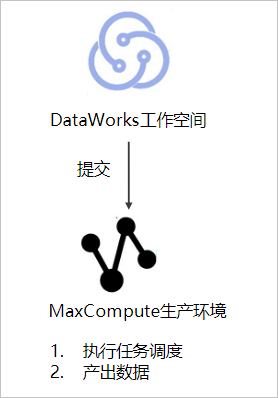 DataWorks工作空间
提交
MaxCompute生产环境
1. 执行任务调度
2. 产出数据